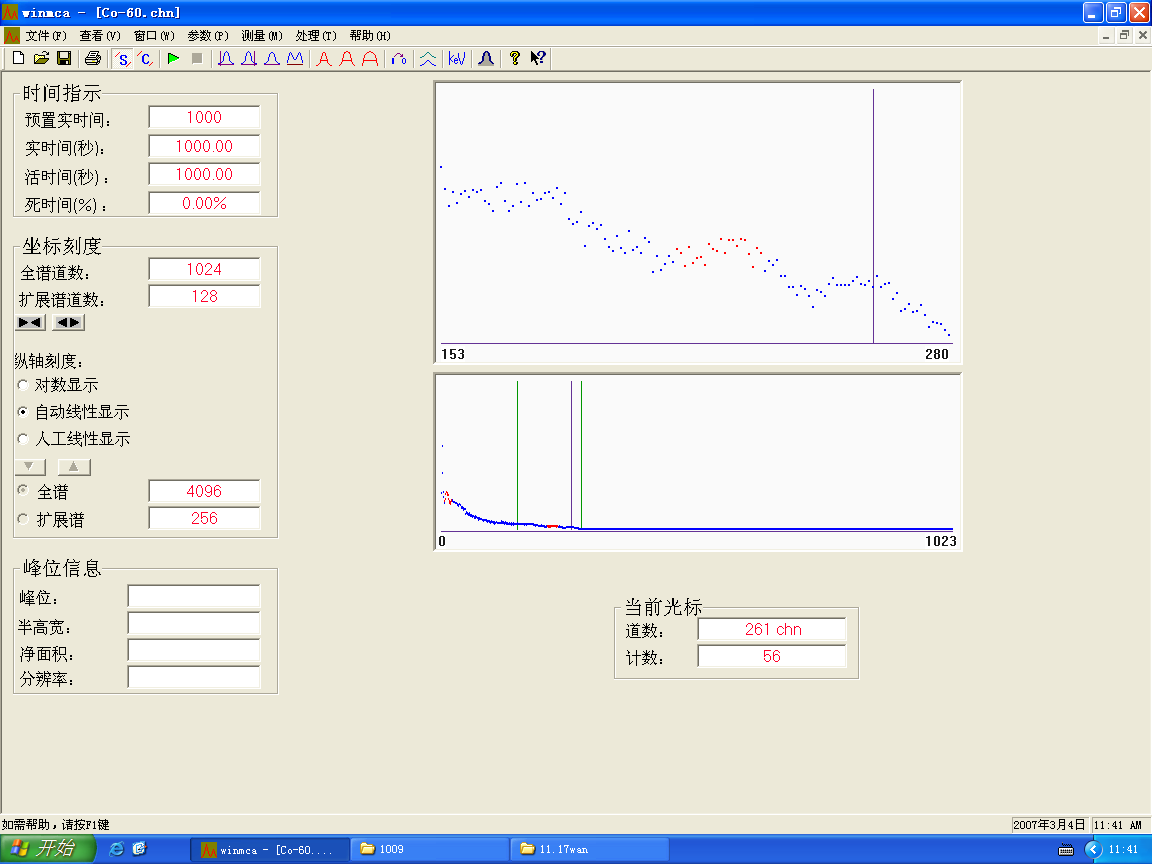 winmca - [Co-60.chn]
文件(F) 查看(V) 窗口(W) 参数(P) 测量(M) 处理(T) 帮助(H)
S C keV ? ?
时间指示
预置实时间: 1000
实时间(秒): 1000.00
活时间(秒): 1000.00
死时间(%): 0.00%
坐标刻度
全谱道数: 1024
扩展谱道数: 128
纵轴刻度:
对数显示
自动线性显示
人工线性显示
全谱 4096
扩展谱 256
峰位信息
峰位:
半高宽:
净面积:
分辨率:
153 280
0 1023
当前光标
道数: 261 chn
计数: 56
如需帮助,请按F1键
2007年3月4日 11:41 AM
开始
winmca - [Co-60....
1009
11.17wan
11:41